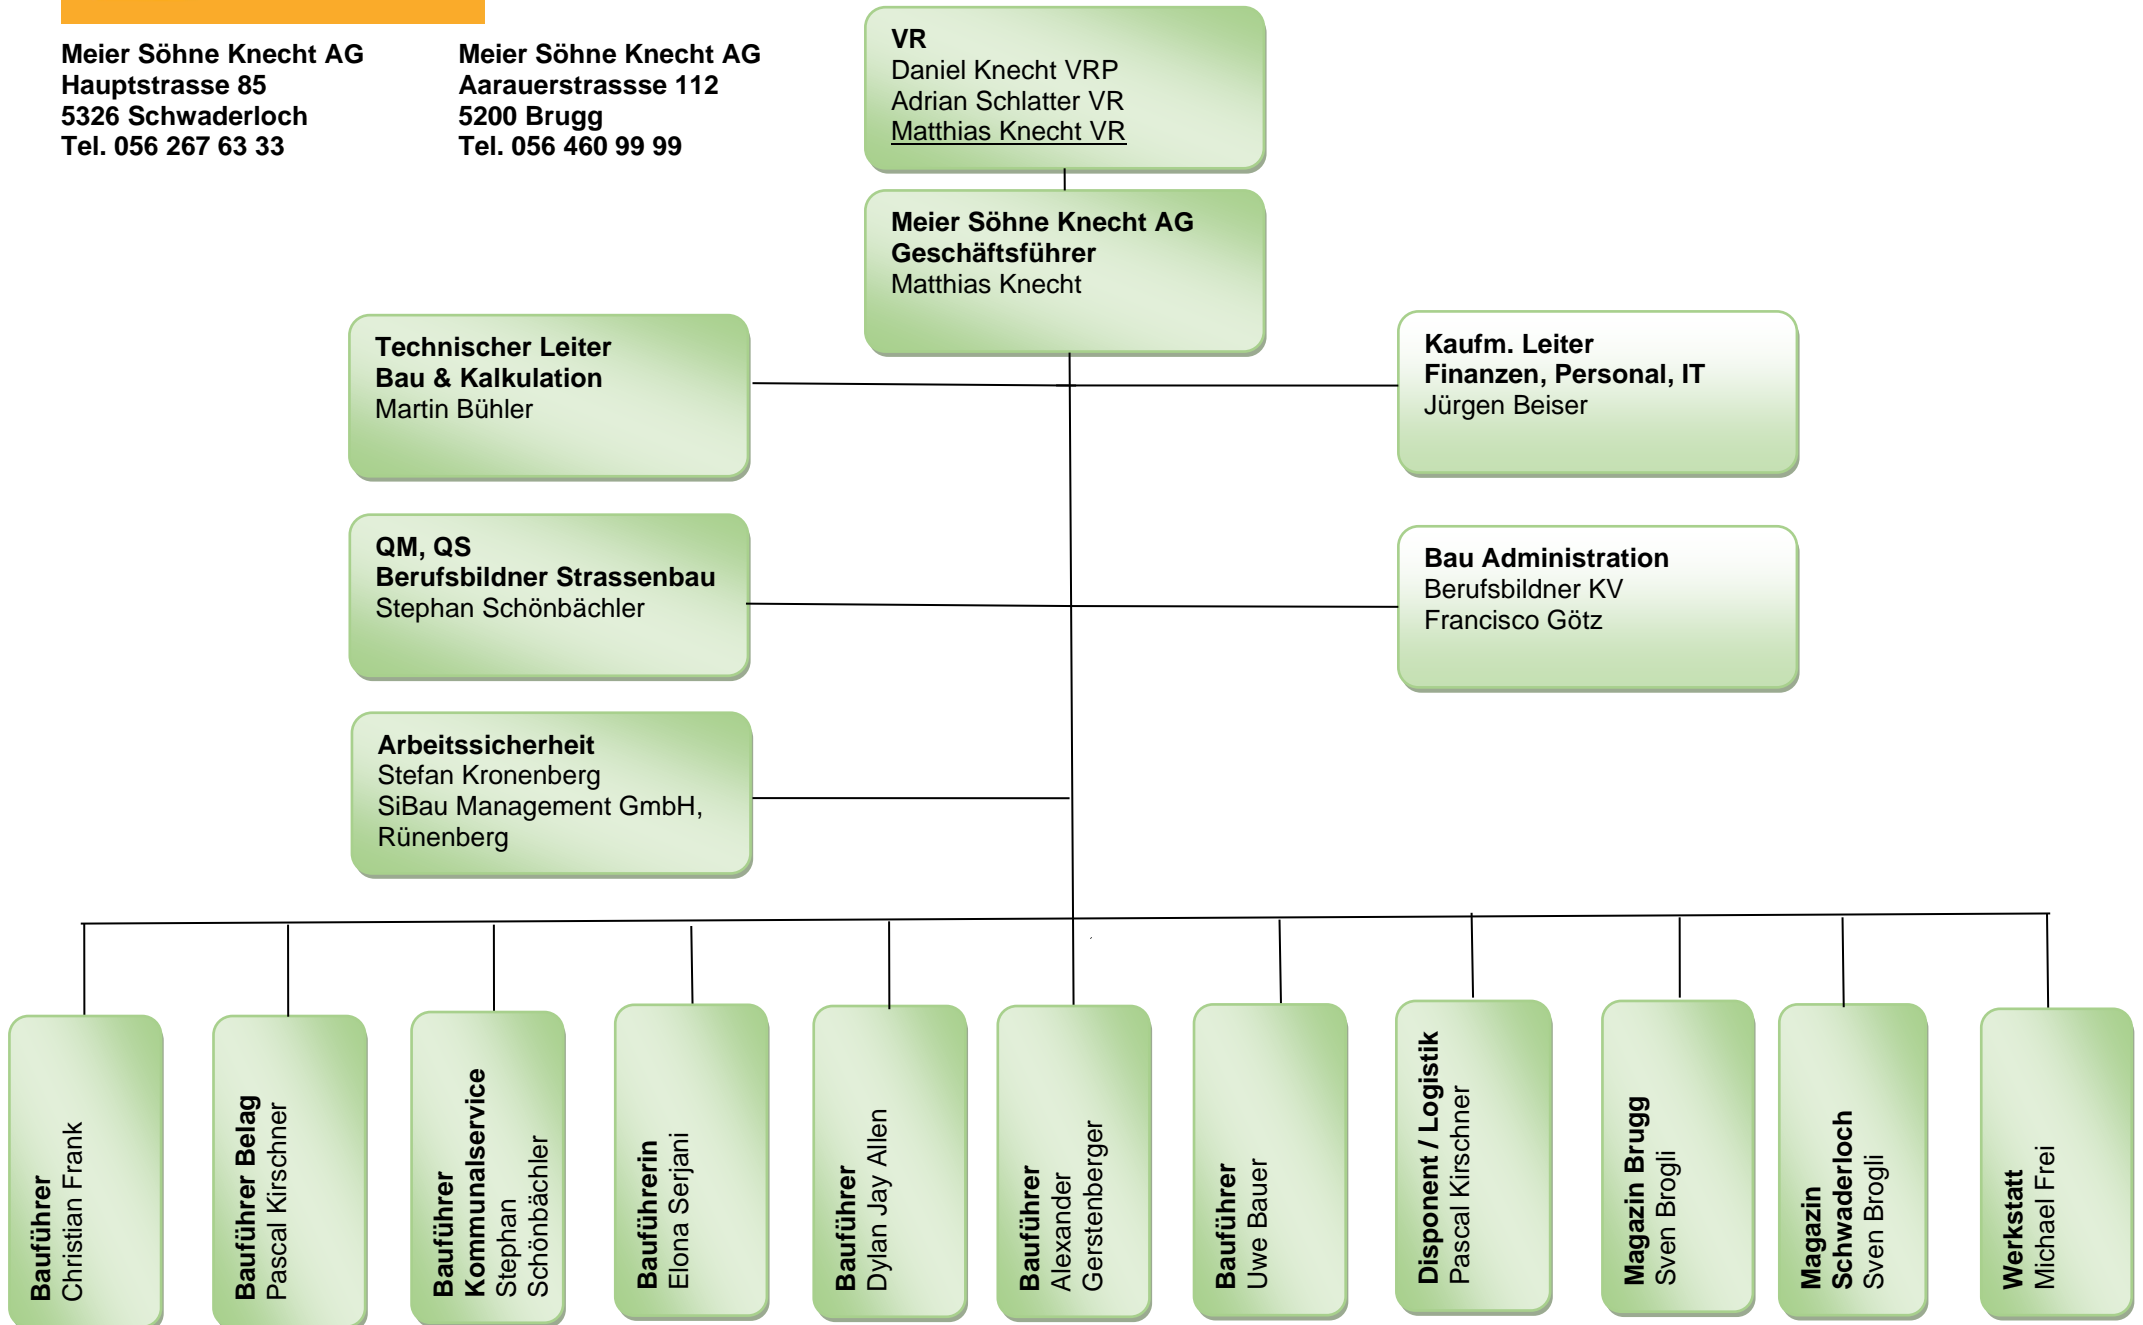 Meier Söhne Knecht AG
Hauptstrasse 85
5326 Schwaderloch
Tel. 056 267 63 33
Meier Söhne Knecht AG
Aarauerstrassse 112
5200 Brugg
Tel. 056 460 99 99
VR
Daniel Knecht VRP
Adrian Schlatter VR
Matthias Knecht VR
Meier Söhne Knecht AG
Geschäftsführer
Matthias Knecht
Technischer Leiter
Bau & Kalkulation
Martin Bühler
Kaufm. Leiter
Finanzen, Personal, IT
Jürgen Beiser
QM, QS
Berufsbildner Strassenbau
Stephan Schönbächler
Bau Administration
Berufsbildner KV
Francisco Götz
Arbeitssicherheit
Stefan Kronenberg
SiBau Management GmbH,
Rünenberg
Bauführer
Christian Frank
Bauführer Belag
Pascal Kirschner
Bauführer
Kommunalservice
Stephan
Schönbächler
Bauführerin
Elona Serjani
Bauführer
Dylan Jay Allen
Bauführer
Alexander
Gerstenberger
Bauführer
Uwe Bauer
Disponent / Logistik
Pascal Kirschner
Magazin Brugg
Sven Brogli
Magazin
Schwaderloch
Sven Brogli
Werkstatt
Michael Frei